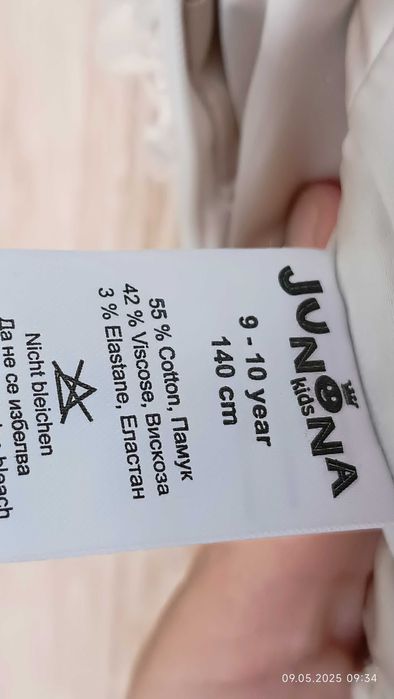 JUNONA
kids
9 - 10 year
140 cm
55 % Cotton, Памук
42 % Viscose, Вискоза
3 % Elastane, Еластан
Nicht bleichen
Да не се избелва
bleach
09.05.2025 09:34